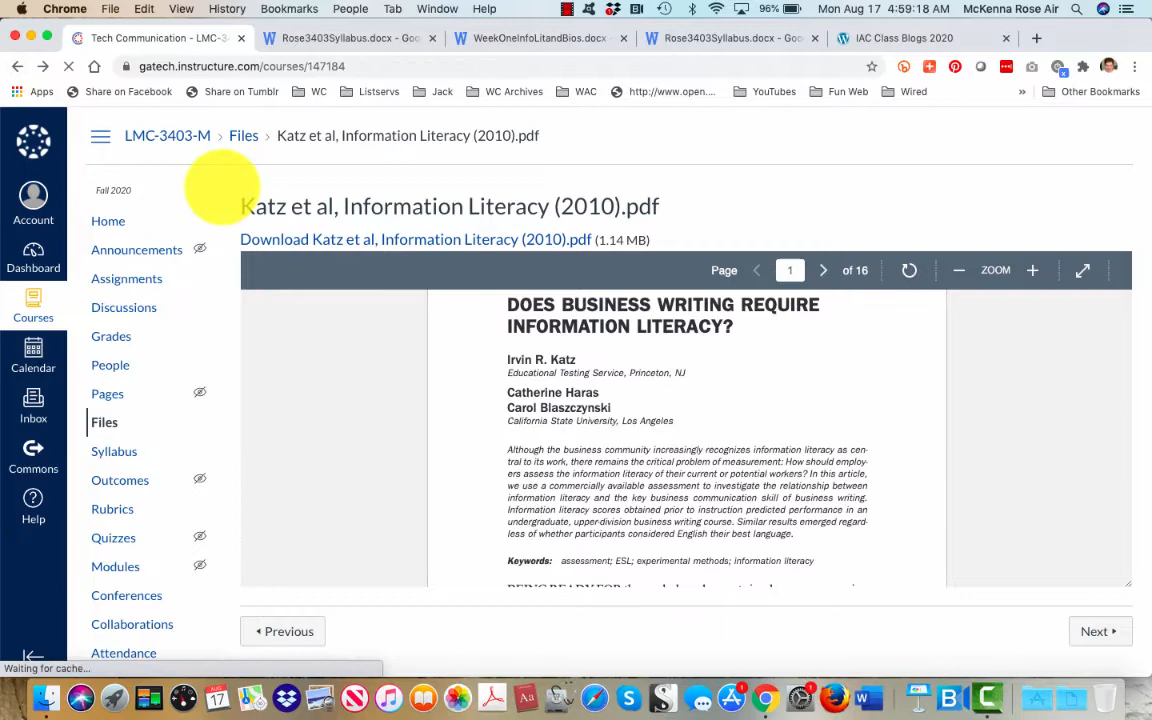 Chrome File Edit View History Bookmarks People Tab Window Help 96% Mon Aug 17 4:59:18 AM McKenna Rose Air
Tech Communication - LMC-3 Rose3403Syllabus.docx - Goo WeekOneInfoLitandBios.docx Rose3403Syllabus.docx - Goo IAC Class Blogs 2020
gatech.instructure.com/courses/147184
Apps Share on Facebook Share on Tumblr WC Listservs Jack WC Archives WAC http://www.open.... YouTubes Fun Web Wired » Other Bookmarks
LMC-3403-M › Files › Katz et al, Information Literacy (2010).pdf
Fall 2020
Home
Announcements
Assignments
Discussions
Grades
People
Pages
Files
Syllabus
Outcomes
Rubrics
Quizzes
Modules
Conferences
Collaborations
Attendance
Account
Dashboard
Courses
Calendar
Inbox
Commons
Help
Katz et al, Information Literacy (2010).pdf
Download Katz et al, Information Literacy (2010).pdf (1.14 MB)
Page 1 of 16 ZOOM
DOES BUSINESS WRITING REQUIRE
INFORMATION LITERACY?
Irvin R. Katz
Educational Testing Service, Princeton, NJ
Catherine Haras
Carol Blaszczynski
California State University, Los Angeles
Although the business community increasingly recognizes information literacy as cen-
tral to its work, there remains the critical problem of measurement: How should employ-
ers assess the information literacy of their current or potential workers? In this article,
we use a commercially available assessment to investigate the relationship between
information literacy and the key business communication skill of business writing.
Information literacy scores obtained prior to instruction predicted performance in an
undergraduate, upper-division business writing course. Similar results emerged regard-
less of whether participants considered English their best language.
Keywords: assessment; ESL; experimental methods; information literacy
Previous
Next
Waiting for cache...